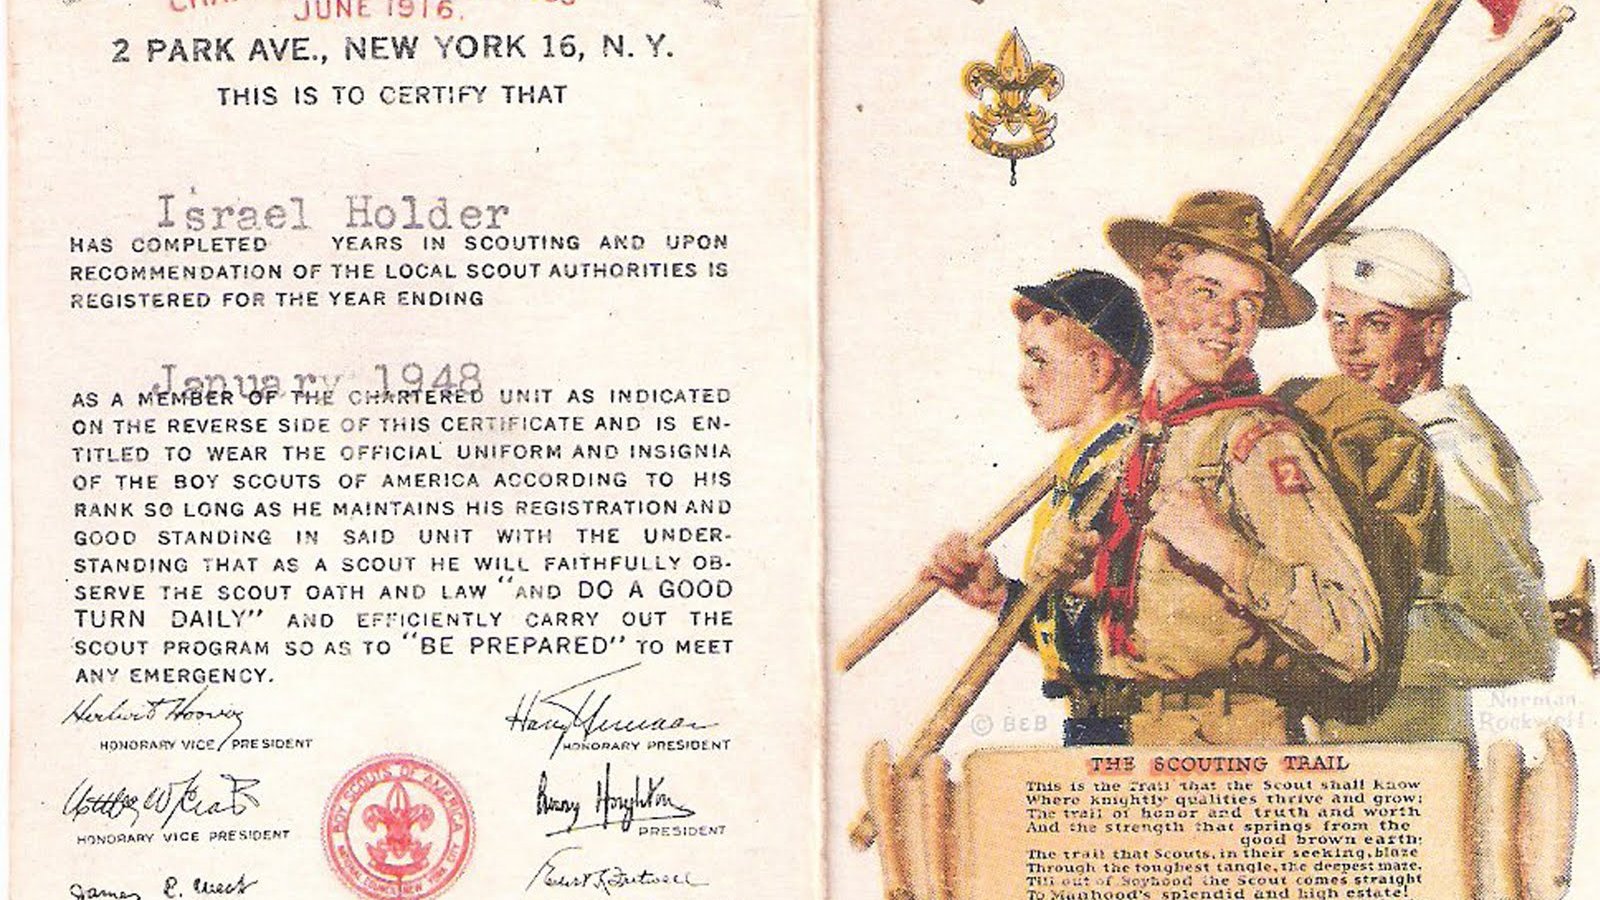 JUNE 1916.
2 PARK AVE., NEW YORK 16, N. Y.
THIS IS TO CERTIFY THAT
Israel Holder
HAS COMPLETED YEARS IN SCOUTING AND UPON
RECOMMENDATION OF THE LOCAL SCOUT AUTHORITIES IS
REGISTERED FOR THE YEAR ENDING
January 1948
AS A MEMBER OF THE CHARTERED UNIT AS INDICATED
ON THE REVERSE SIDE OF THIS CERTIFICATE AND IS EN-
TITLED TO WEAR THE OFFICIAL UNIFORM AND INSIGNIA
OF THE BOY SCOUTS OF AMERICA ACCORDING TO HIS
RANK SO LONG AS HE MAINTAINS HIS REGISTRATION AND
GOOD STANDING IN SAID UNIT WITH THE UNDER-
STANDING THAT AS A SCOUT HE WILL FAITHFULLY OB-
SERVE THE SCOUT OATH AND LAW "AND DO A GOOD
TURN DAILY" AND EFFICIENTLY CARRY OUT THE
SCOUT PROGRAM SO AS TO "BE PREPARED" TO MEET
ANY EMERGENCY.
Herbert Hoover
HONORARY VICE PRESIDENT
Harry Truman
HONORARY PRESIDENT
HONORARY VICE PRESIDENT
PRESIDENT
James E. West
BOY SCOUTS OF AMERICA
NATIONAL COUNCIL NEW YORK CITY
2
© B&B
Norman
Rockwell
THE SCOUTING TRAIL
This is the Trail that the Scout shall know
Where knightly qualities thrive and grow;
The trail of honor and truth and worth
And the strength that springs from the
good brown earth;
The trail that Scouts, in their seeking, blaze
Through the toughest tangle, the deepest maze,
Till out of Boyhood the Scout comes straight
To Manhood's splendid and high estate!